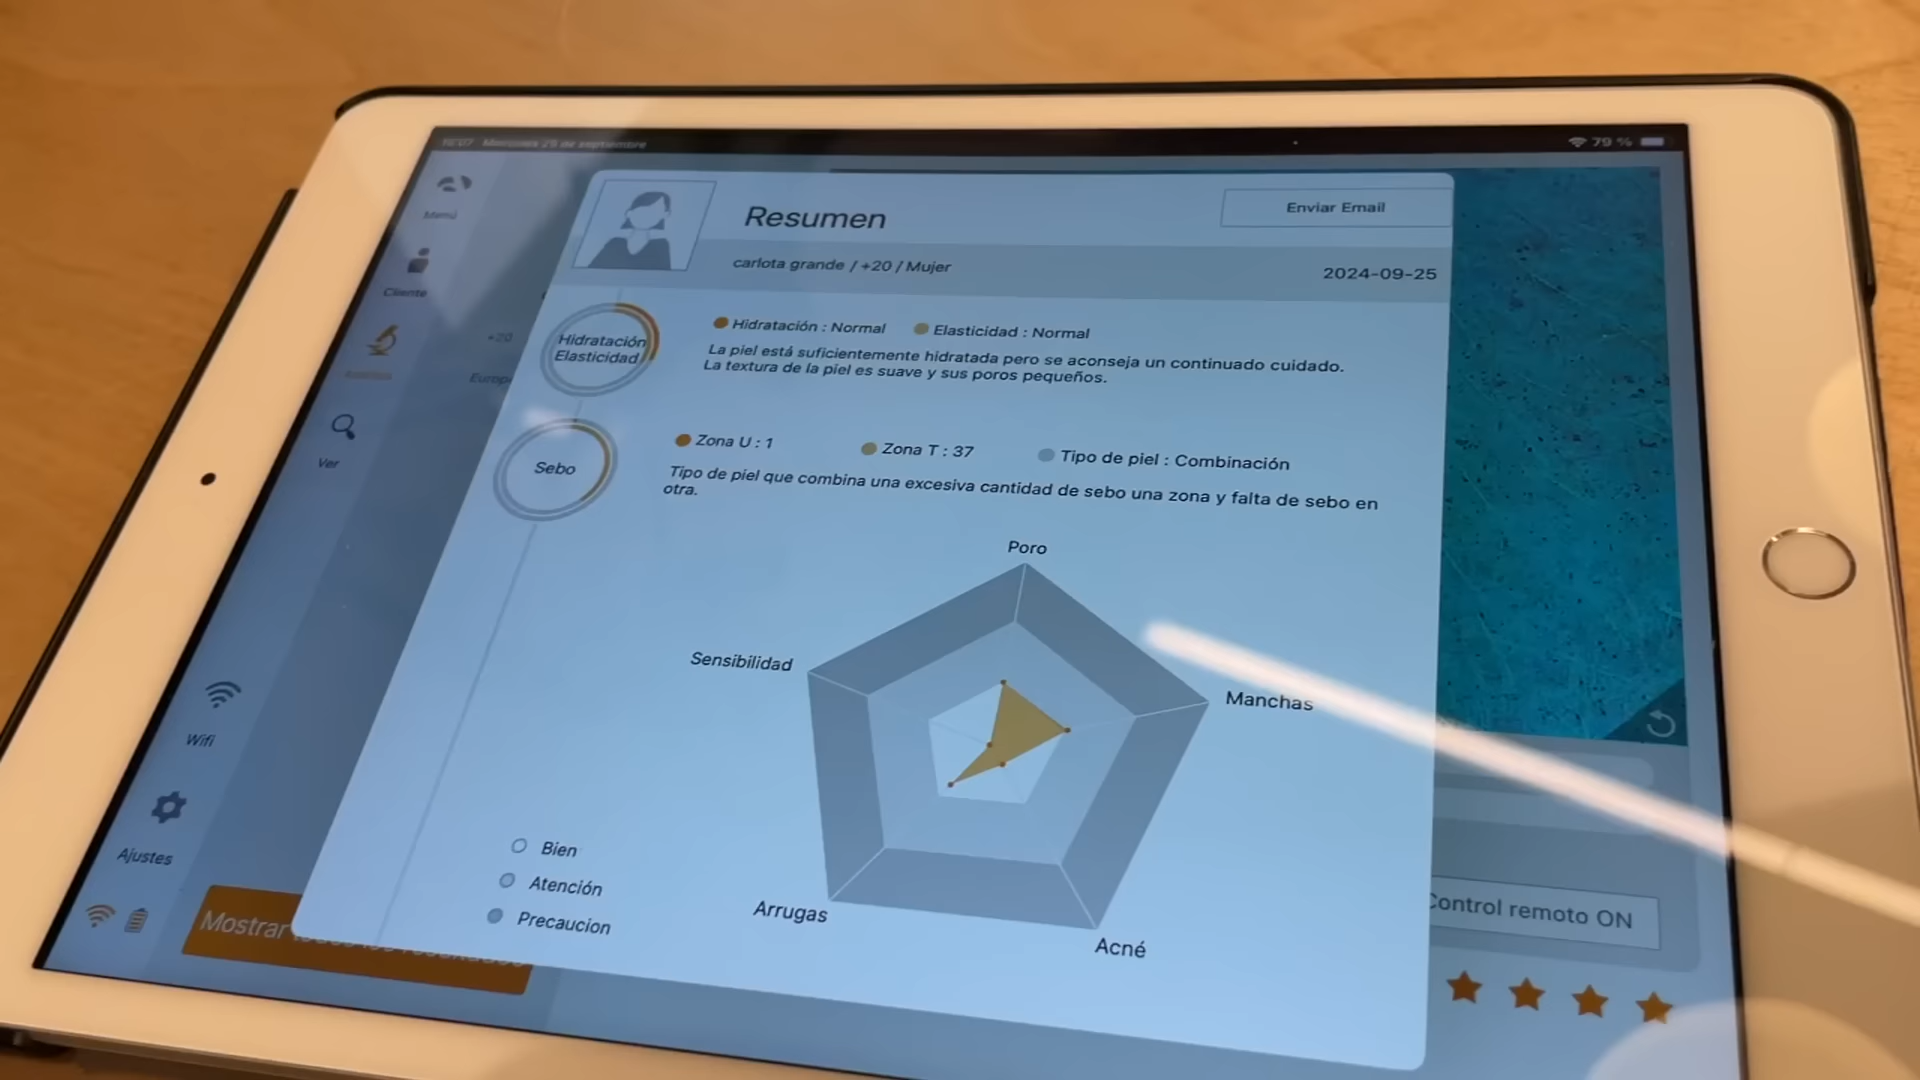 79 %
Menú
Cliente
+20
Ver
Wifi
Ajustes
Mostrar
Resumen
Enviar Email
carlota grande / +20 / Mujer
2024-09-25
Hidratación
Elasticidad
Hidratación : Normal
Elasticidad : Normal
La piel está suficientemente hidratada pero se aconseja un continuado cuidado.
La textura de la piel es suave y sus poros pequeños.
Sebo
Zona U : 1
Zona T : 37
Tipo de piel : Combinación
Tipo de piel que combina una excesiva cantidad de sebo una zona y falta de sebo en
otra.
Poro
Sensibilidad
Manchas
Arrugas
Acné
Bien
Atención
Precaucion
Control remoto ON